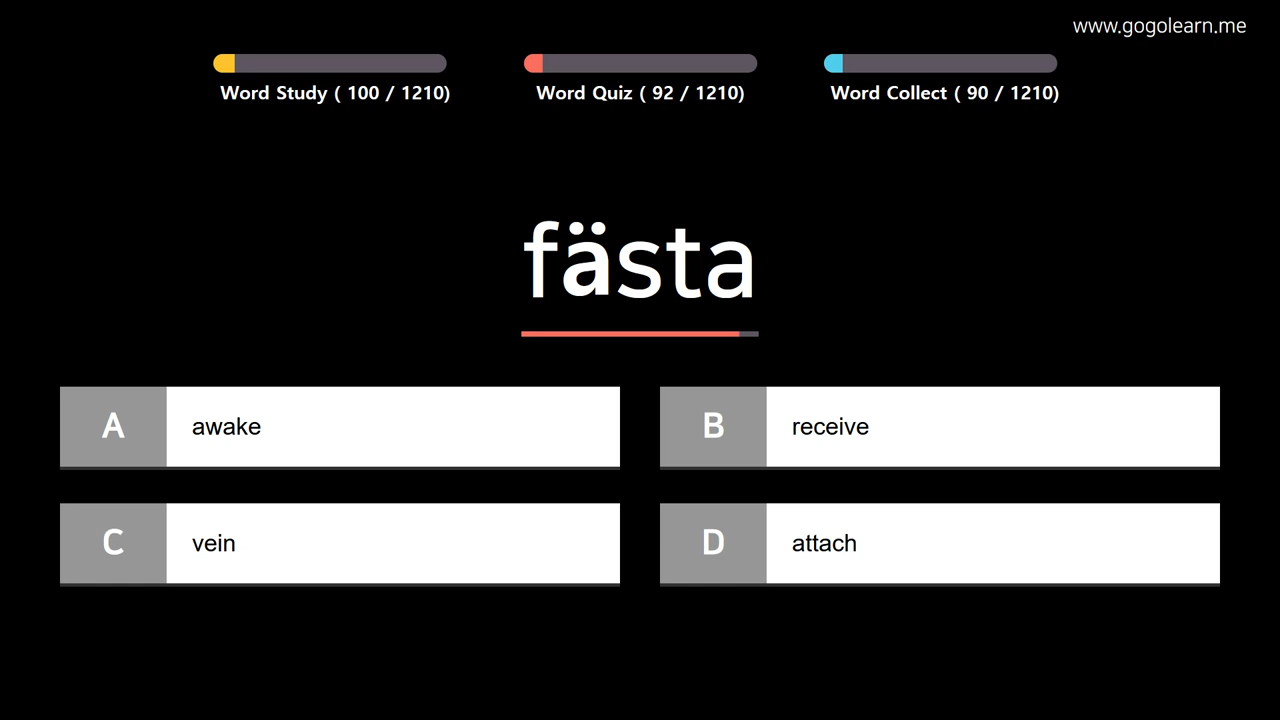 www.gogolearn.me
Word Study ( 100 / 1210)
Word Quiz ( 92 / 1210)
Word Collect ( 90 / 1210)
fästa
A
awake
B
receive
C
vein
D
attach